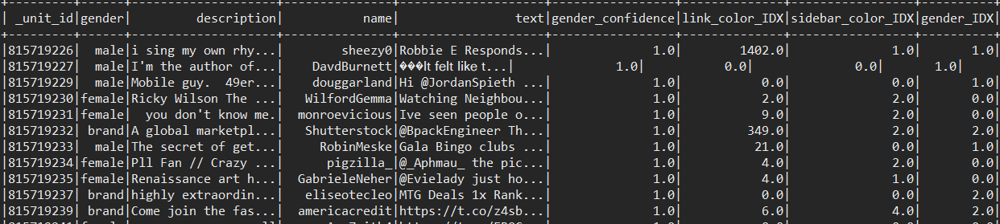 | _unit_id|gender|         description|           name|                text|gender_confidence|link_color_IDX|sidebar_color_IDX|gender_IDX|
|815719226|  male|i sing my own rhy...|        sheezy0|Robbie E Responds...|              1.0|        1402.0|              1.0|       1.0|
|815719227|  male|I'm the author of...|    DavdBurnett|���It felt like t...|              1.0|           0.0|              0.0|       1.0|
|815719229|  male|Mobile guy.  49er...|    douggarland|Hi @JordanSpieth ...|              1.0|           0.0|              0.0|       1.0|
|815719230|female|Ricky Wilson The ...|   WilfordGemma|Watching Neighbou...|              1.0|           2.0|              2.0|       0.0|
|815719231|female|  you don't know me.| monroevicious|Ive seen people o...|              1.0|           9.0|              2.0|       0.0|
|815719232| brand|A global marketpl...|   Shutterstock|@BpackEngineer Th...|              1.0|         349.0|              2.0|       2.0|
|815719233|  male|The secret of get...|     RobinMeske|Gala Bingo clubs ...|              1.0|          21.0|              0.0|       1.0|
|815719234|female|Pll Fan // Crazy ...|      pigzilla_|@_Aphmau_ the pic...|              1.0|           4.0|              2.0|       0.0|
|815719235|female|Renaissance art h...| GabrieleNeher|@Evielady just ho...|              1.0|           4.0|              1.0|       0.0|
|815719237| brand|highly extraordin...|   eliseotecleo|MTG Deals 1x Rank...|              1.0|           0.0|              0.0|       2.0|
|815719239| brand|Come join the fas...| americacredit|https://t.co/z4sb...|              1.0|           6.0|              4.0|       2.0|